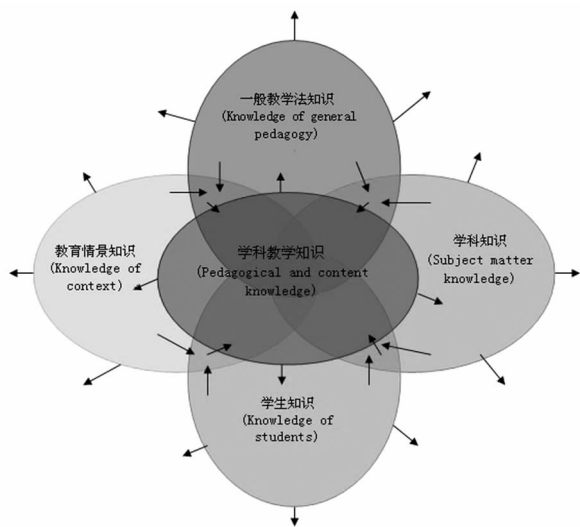 一般教学法知识
(Knowledge of general
pedagogy)
教育情景知识
(Knowledge of
context)
学科教学知识
(Pedagogical and content
knowledge)
学科知识
(Subject matter
knowledge)
学生知识
(Knowledge of
students)